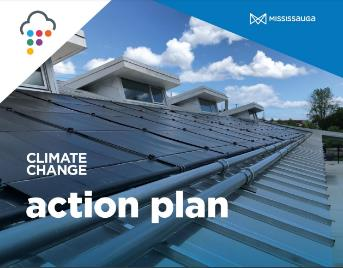 MISSISSAUGA
CLIMATE
CHANGE
action plan